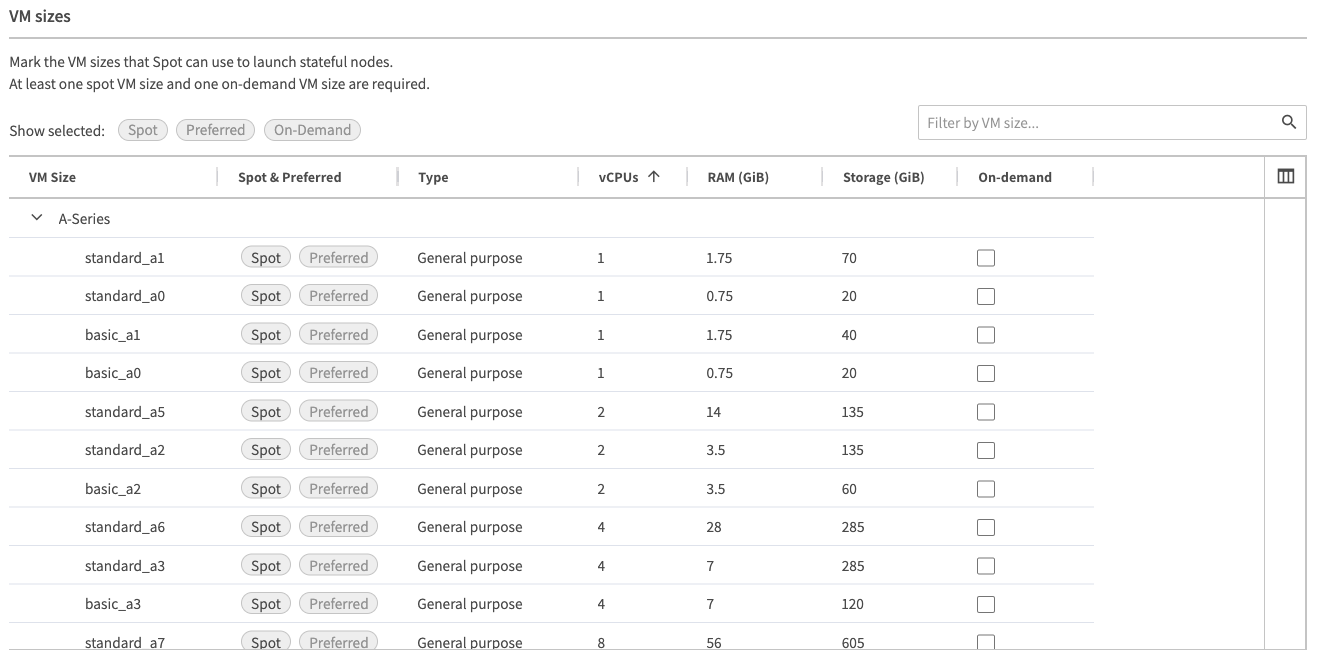 VM sizes
Mark the VM sizes that Spot can use to launch stateful nodes.
At least one spot VM size and one on-demand VM size are required.
Show selected: Spot Preferred On-Demand Filter by VM size...
VM Size Spot & Preferred Type vCPUs RAM (GiB) Storage (GiB) On-demand
A-Series
standard_a1 Spot Preferred General purpose 1 1.75 70
standard_a0 Spot Preferred General purpose 1 0.75 20
basic_a1 Spot Preferred General purpose 1 1.75 40
basic_a0 Spot Preferred General purpose 1 0.75 20
standard_a5 Spot Preferred General purpose 2 14 135
standard_a2 Spot Preferred General purpose 2 3.5 135
basic_a2 Spot Preferred General purpose 2 3.5 60
standard_a6 Spot Preferred General purpose 4 28 285
standard_a3 Spot Preferred General purpose 4 7 285
basic_a3 Spot Preferred General purpose 4 7 120
standard_a7 Spot Preferred General purpose 8 56 605